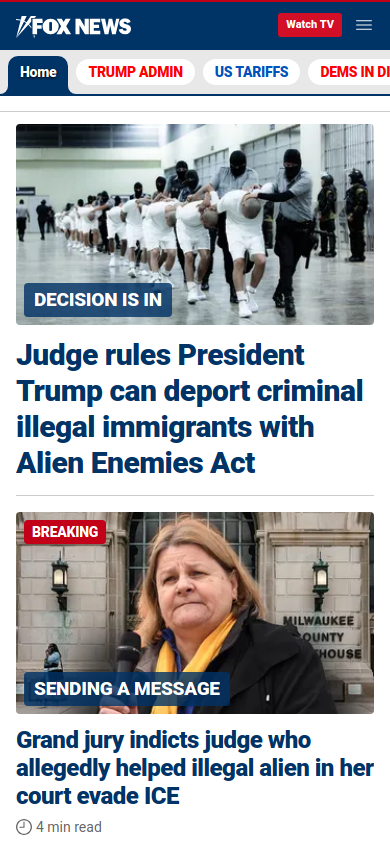 FOX NEWS
Watch TV
Home
TRUMP ADMIN
US TARIFFS
DEMS IN DI
DECISION IS IN
Judge rules President
Trump can deport criminal
illegal immigrants with
Alien Enemies Act
BREAKING
MILWAUKEE
COUNTY
HOUSE
SENDING A MESSAGE
Grand jury indicts judge who
allegedly helped illegal alien in her
court evade ICE
4 min read